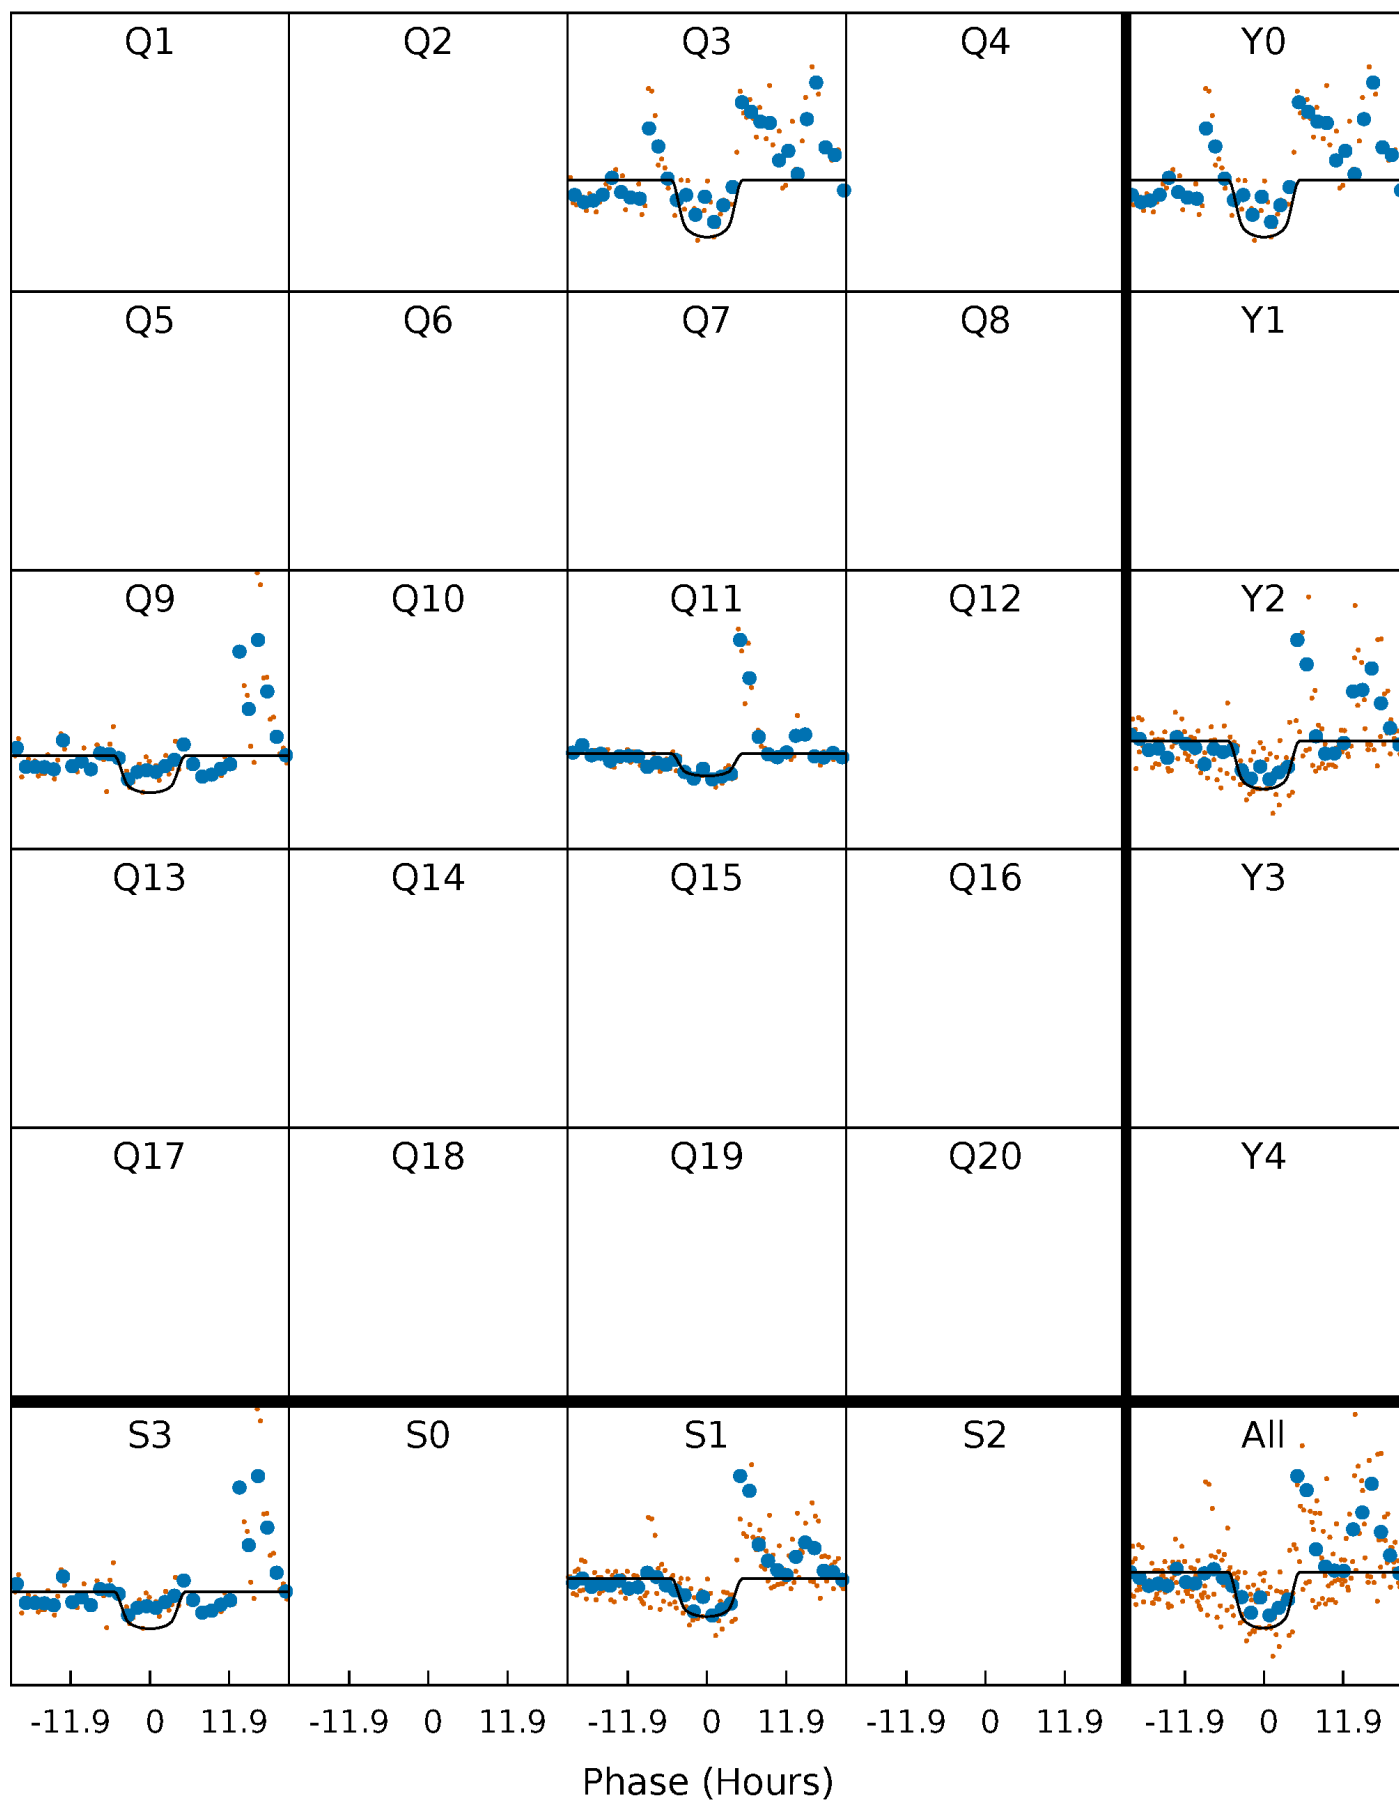 Q1 Q2 Q3 Q4 Y0
Q5 Q6 Q7 Q8 Y1
Q9 Q10 Q11 Q12 Y2
Q13 Q14 Q15 Q16 Y3
Q17 Q18 Q19 Q20 Y4
S3 S0 S1 S2 All
-11.9 0 11.9 -11.9 0 11.9 -11.9 0 11.9 -11.9 0 11.9 -11.9 0 11.9
Phase (Hours)